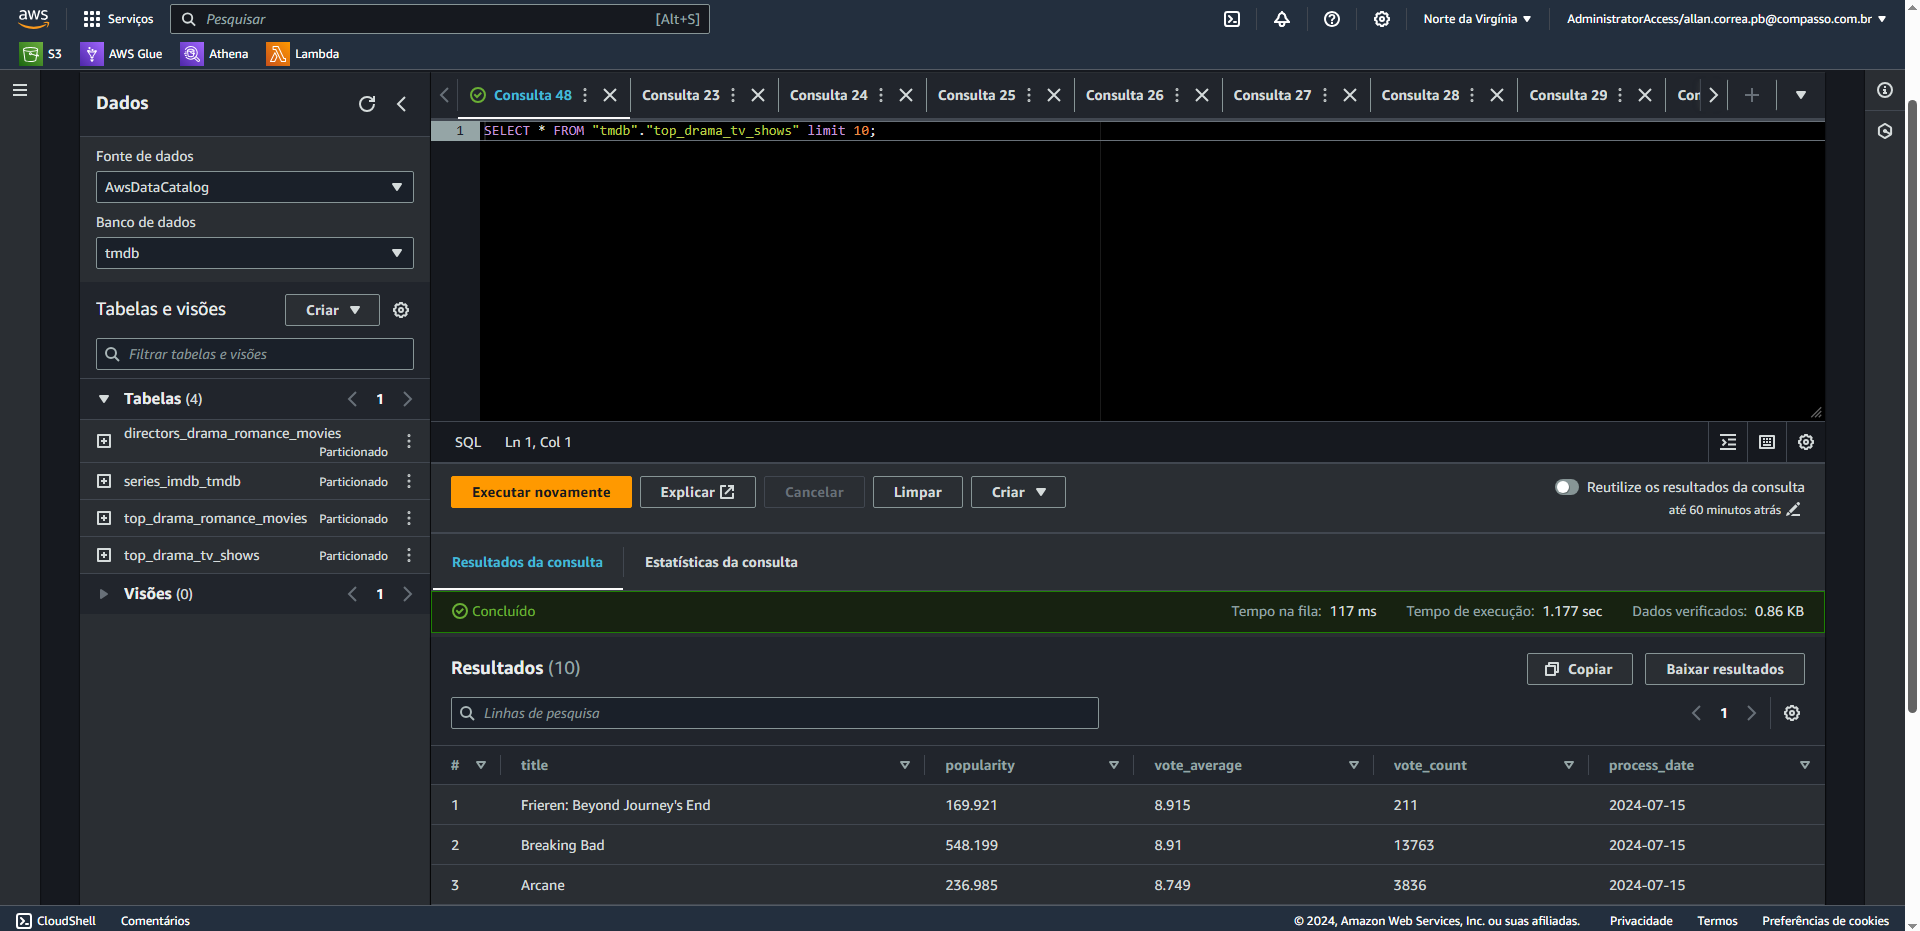 aws Serviços Pesquisar [Alt+S] Norte da Virgínia AdministratorAccess/allan.correa.pb@compasso.com.br
S3 AWS Glue Athena Lambda
Dados
Fonte de dados
AwsDataCatalog
Banco de dados
tmdb
Tabelas e visões Criar
Filtrar tabelas e visões
Tabelas (4) 1
directors_drama_romance_movies
Particionado
series_imdb_tmdb Particionado
top_drama_romance_movies Particionado
top_drama_tv_shows Particionado
Visões (0) 1
Consulta 48 Consulta 23 Consulta 24 Consulta 25 Consulta 26 Consulta 27 Consulta 28 Consulta 29 Cor
1 SELECT * FROM "tmdb"."top_drama_tv_shows" limit 10;
SQL Ln 1, Col 1
Executar novamente Explicar Cancelar Limpar Criar Reutilize os resultados da consulta
até 60 minutos atrás
Resultados da consulta Estatísticas da consulta
Concluído Tempo na fila: 117 ms Tempo de execução: 1.177 sec Dados verificados: 0.86 KB
Resultados (10) Copiar Baixar resultados
Linhas de pesquisa 1
# title popularity vote_average vote_count process_date
1 Frieren: Beyond Journey's End 169.921 8.915 211 2024-07-15
2 Breaking Bad 548.199 8.91 13763 2024-07-15
3 Arcane 236.985 8.749 3836 2024-07-15
CloudShell Comentários © 2024, Amazon Web Services, Inc. ou suas afiliadas. Privacidade Termos Preferências de cookies